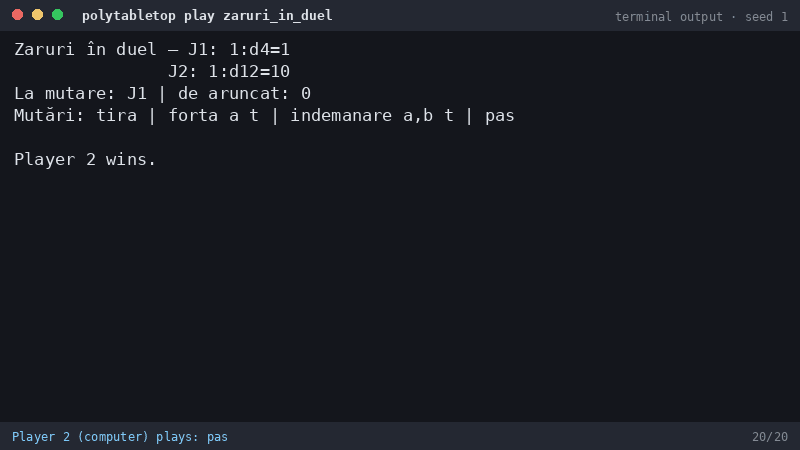 polytabletop play zaruri_in_duel
terminal output · seed 1
Zaruri în duel — J1: 1:d4=1
J2: 1:d12=10
La mutare: J1 | de aruncat: 0
Mutări: tira | forta a t | indemanare a,b t | pas
Player 2 wins.
Player 2 (computer) plays: pas
20/20